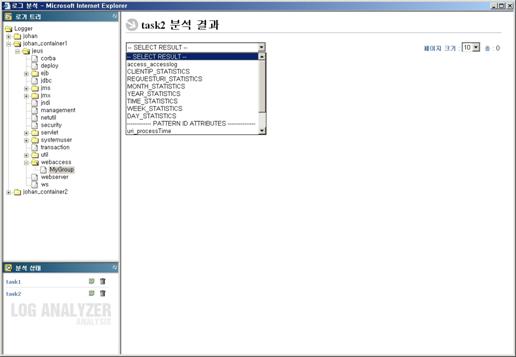 로그 분석 - Microsoft Internet Explorer
로거 트리
Logger
johan
johan_container1
jeus
corba
deploy
ejb
jdbc
jms
jmx
jndi
management
netutil
security
servlet
systemuser
transaction
util
webaccess
MyGroup
webserver
ws
johan_container2
분석 상태
task1
task2
LOG ANALYZER
ANALYSIS
task2 분석 결과
-- SELECT RESULT --
페이지 크기 : 10 총 : 0
-- SELECT RESULT --
access_accesslog
CLIENTIP_STATISTICS
REQUESTURI_STATISTICS
MONTH_STATISTICS
YEAR_STATISTICS
TIME_STATISTICS
WEEK_STATISTICS
DAY_STATISTICS
------------ PATTERN ID ATTRIBUTES --------------
uri_processTime